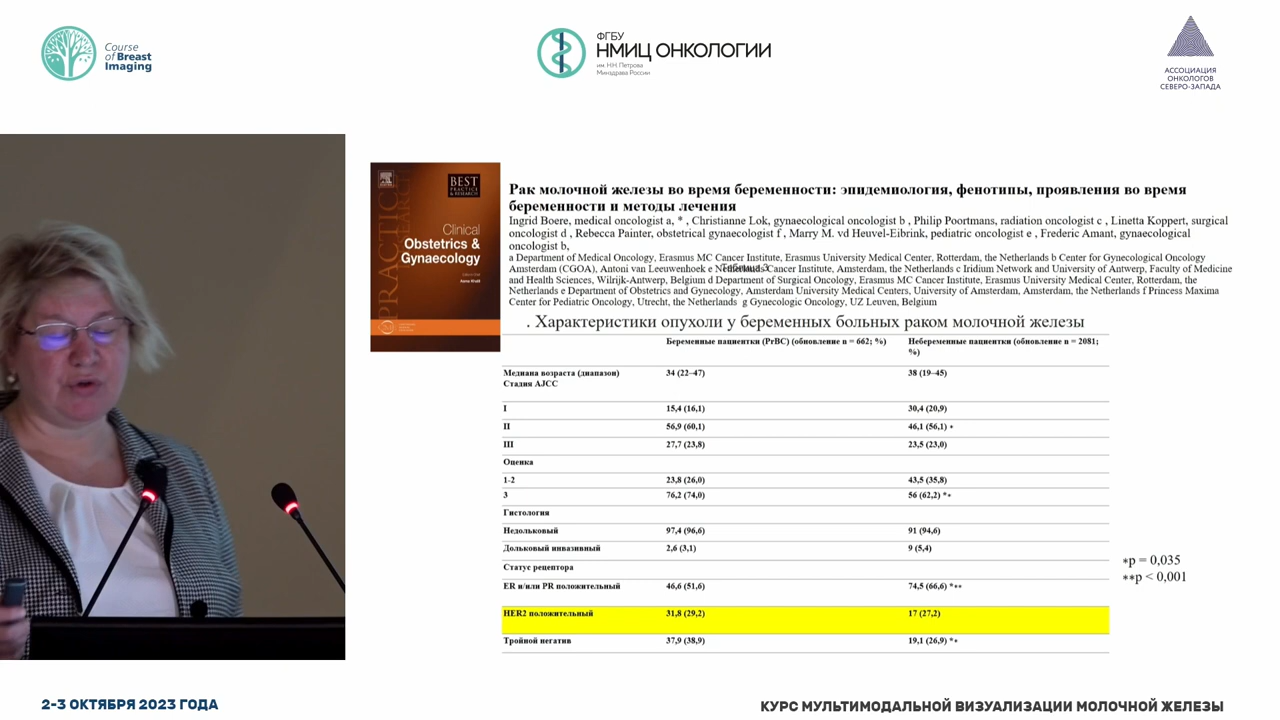 Course
of Breast
Imaging
ФГБУ
НМИЦ ОНКОЛОГИИ
им. Н.Н. Петрова
Минздрава России
АССОЦИАЦИЯ
ОНКОЛОГОВ
СЕВЕРО-ЗАПАДА
BEST
PRACTICE
& RESEARCH
Clinical
Obstetrics &
Gynaecology
Рак молочной железы во время беременности: эпидемиология, фенотипы, проявления во время
беременности и методы лечения
Ingrid Boere, medical oncologist a, * , Christianne Lok, gynaecological oncologist b , Philip Poortmans, radiation oncologist c , Linetta Koppert, surgical
oncologist d , Rebecca Painter, obstetrical gynaecologist f , Marry M. vd Heuvel-Eibrink, pediatric oncologist e , Frederic Amant, gynaecological
oncologist b,
a Department of Medical Oncology, Erasmus MC Cancer Institute, Erasmus University Medical Center, Rotterdam, the Netherlands b Center for Gynecological Oncology
Amsterdam (CGOA), Antoni van Leeuwenhoek e Netherlands Cancer Institute, Amsterdam, the Netherlands c Iridium Network and University of Antwerp, Faculty of Medicine
and Health Sciences, Wilrijk-Antwerp, Belgium d Department of Surgical Oncology, Erasmus MC Cancer Institute, Erasmus University Medical Center, Rotterdam, the
Netherlands e Department of Obstetrics and Gynecology, Amsterdam University Medical Centers, University of Amsterdam, Amsterdam, the Netherlands f Princess Maxima
Center for Pediatric Oncology, Utrecht, the Netherlands g Gynecologic Oncology, UZ Leuven, Belgium
. Характеристики опухоли у беременных больных раком молочной железы
Беременные пациентки (PrBC) (обновление n = 662; %) Небеременные пациентки (обновление n = 2081; %)
Медиана возраста (диапазон) 34 (22–47) 38 (19–45)
Стадия AJCC
I 15,4 (16,1) 30,4 (20,9)
II 56,9 (60,1) 46,1 (56,1) *
III 27,7 (23,8) 23,5 (23,0)
Оценка
1-2 23,8 (26,0) 43,5 (35,8)
3 76,2 (74,0) 56 (62,2) **
Гистология
Недольковый 97,4 (96,6) 91 (94,6)
Дольковый инвазивный 2,6 (3,1) 9 (5,4)
Статус рецептора
ER и/или PR положительный 46,6 (51,6) 74,5 (66,6) ***
HER2 положительный 31,8 (29,2) 17 (27,2)
Тройной негатив 37,9 (38,9) 19,1 (26,9) **
*p = 0,035
**p < 0,001
2-3 ОКТЯБРЯ 2023 ГОДА
КУРС МУЛЬТИМОДАЛЬНОЙ ВИЗУАЛИЗАЦИИ МОЛОЧНОЙ ЖЕЛЕЗЫ